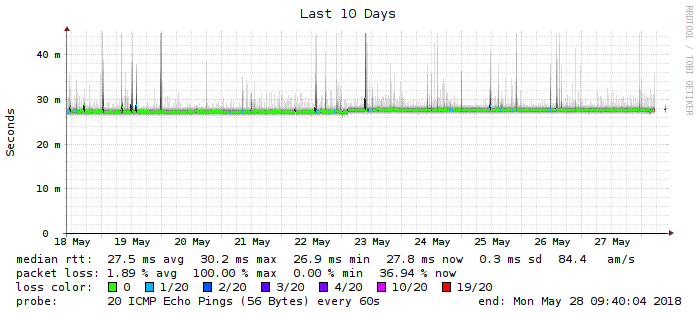 Last 10 Days
RRDTOOL / TOBI OETIKER
Seconds
40 m
30 m
20 m
10 m
0
18 May 19 May 20 May 21 May 22 May 23 May 24 May 25 May 26 May 27 May
median rtt: 27.5 ms avg 30.2 ms max 26.9 ms min 27.8 ms now 0.3 ms sd 84.4 am/s
packet loss: 1.89 % avg 100.00 % max 0.00 % min 36.94 % now
loss color: 0 1/20 2/20 3/20 4/20 10/20 19/20
probe: 20 ICMP Echo Pings (56 Bytes) every 60s end: Mon May 28 09:40:04 2018